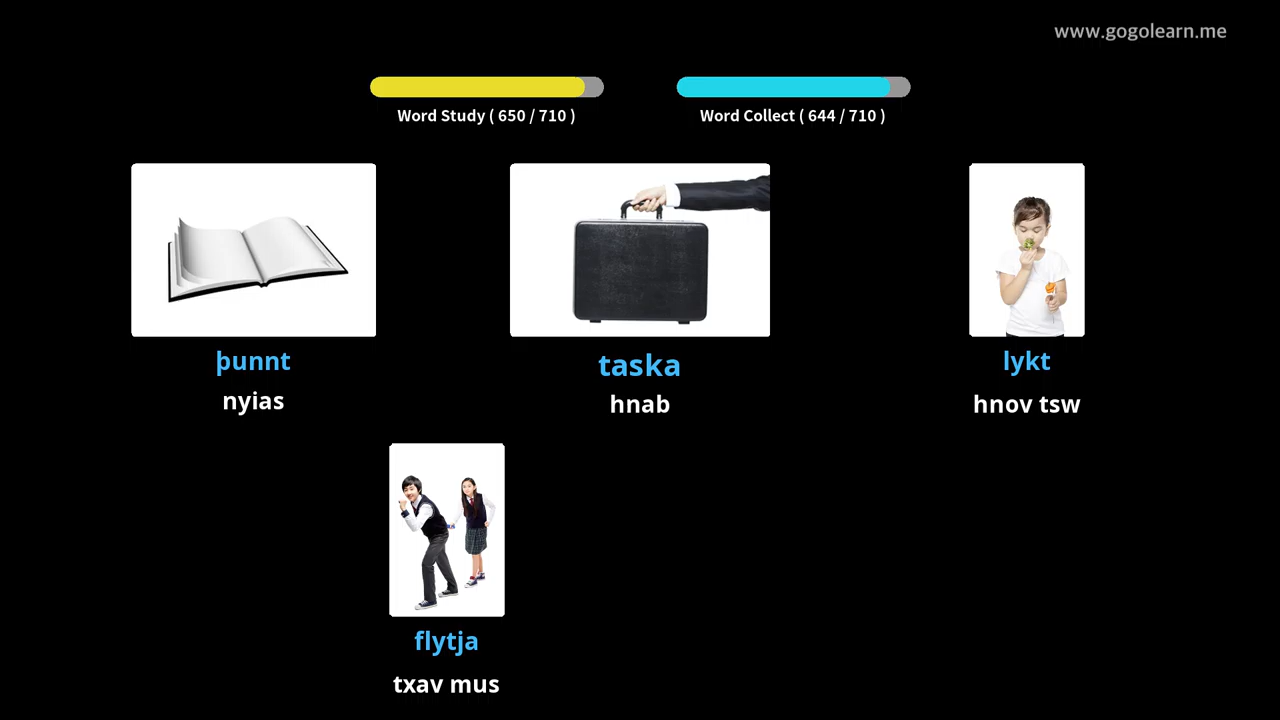 www.gogolearn.me
Word Study ( 650 / 710 )
Word Collect ( 644 / 710 )
þunnt
nyias
taska
hnab
lykt
hnov tsw
flytja
txav mus